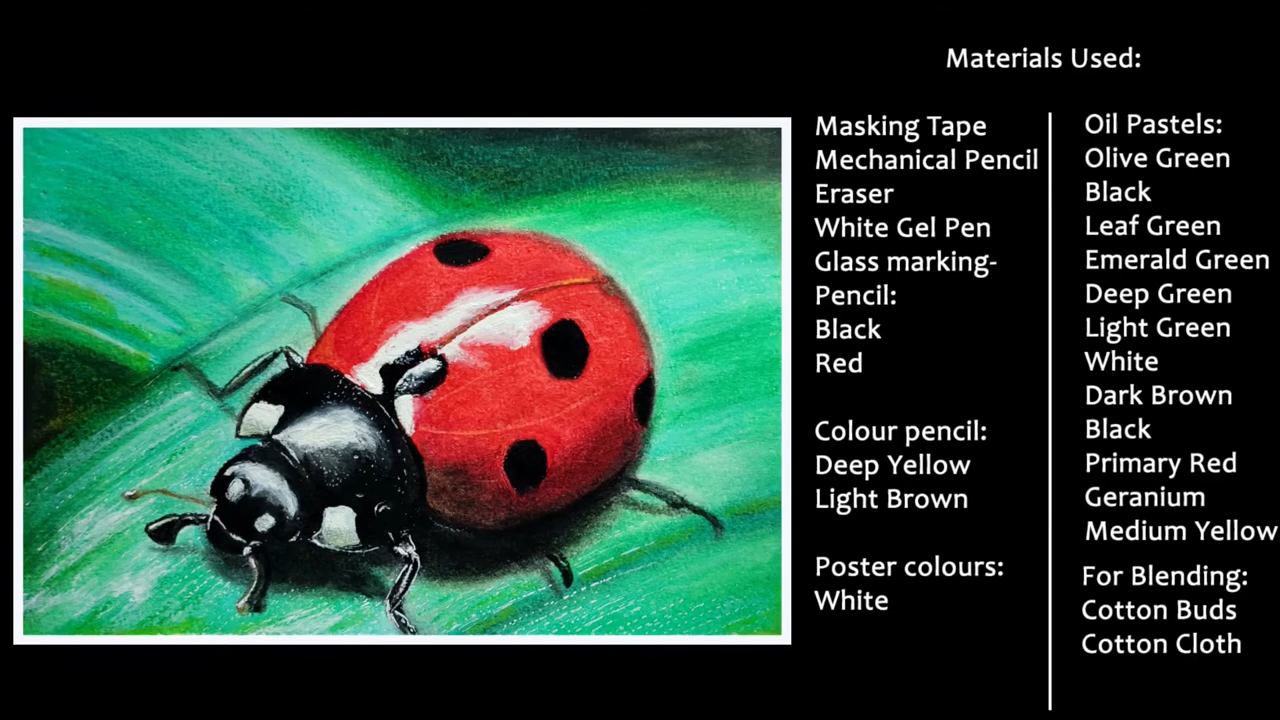 Materials Used:
Masking Tape
Mechanical Pencil
Eraser
White Gel Pen
Glass marking-
Pencil:
Black
Red
Colour pencil:
Deep Yellow
Light Brown
Poster colours:
White
Oil Pastels:
Olive Green
Black
Leaf Green
Emerald Green
Deep Green
Light Green
White
Dark Brown
Black
Primary Red
Geranium
Medium Yellow
For Blending:
Cotton Buds
Cotton Cloth